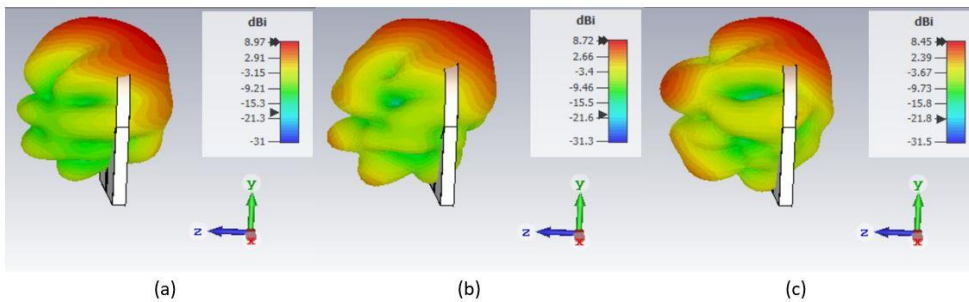 dBi
8.97
2.91
-3.15
-9.21
-15.3
-21.3
-31
y
z
x
dBi
8.72
2.66
-3.4
-9.46
-15.5
-21.6
-31.3
y
z
x
dBi
8.45
2.39
-3.67
-9.73
-15.8
-21.8
-31.5
y
z
x
(a)
(b)
(c)